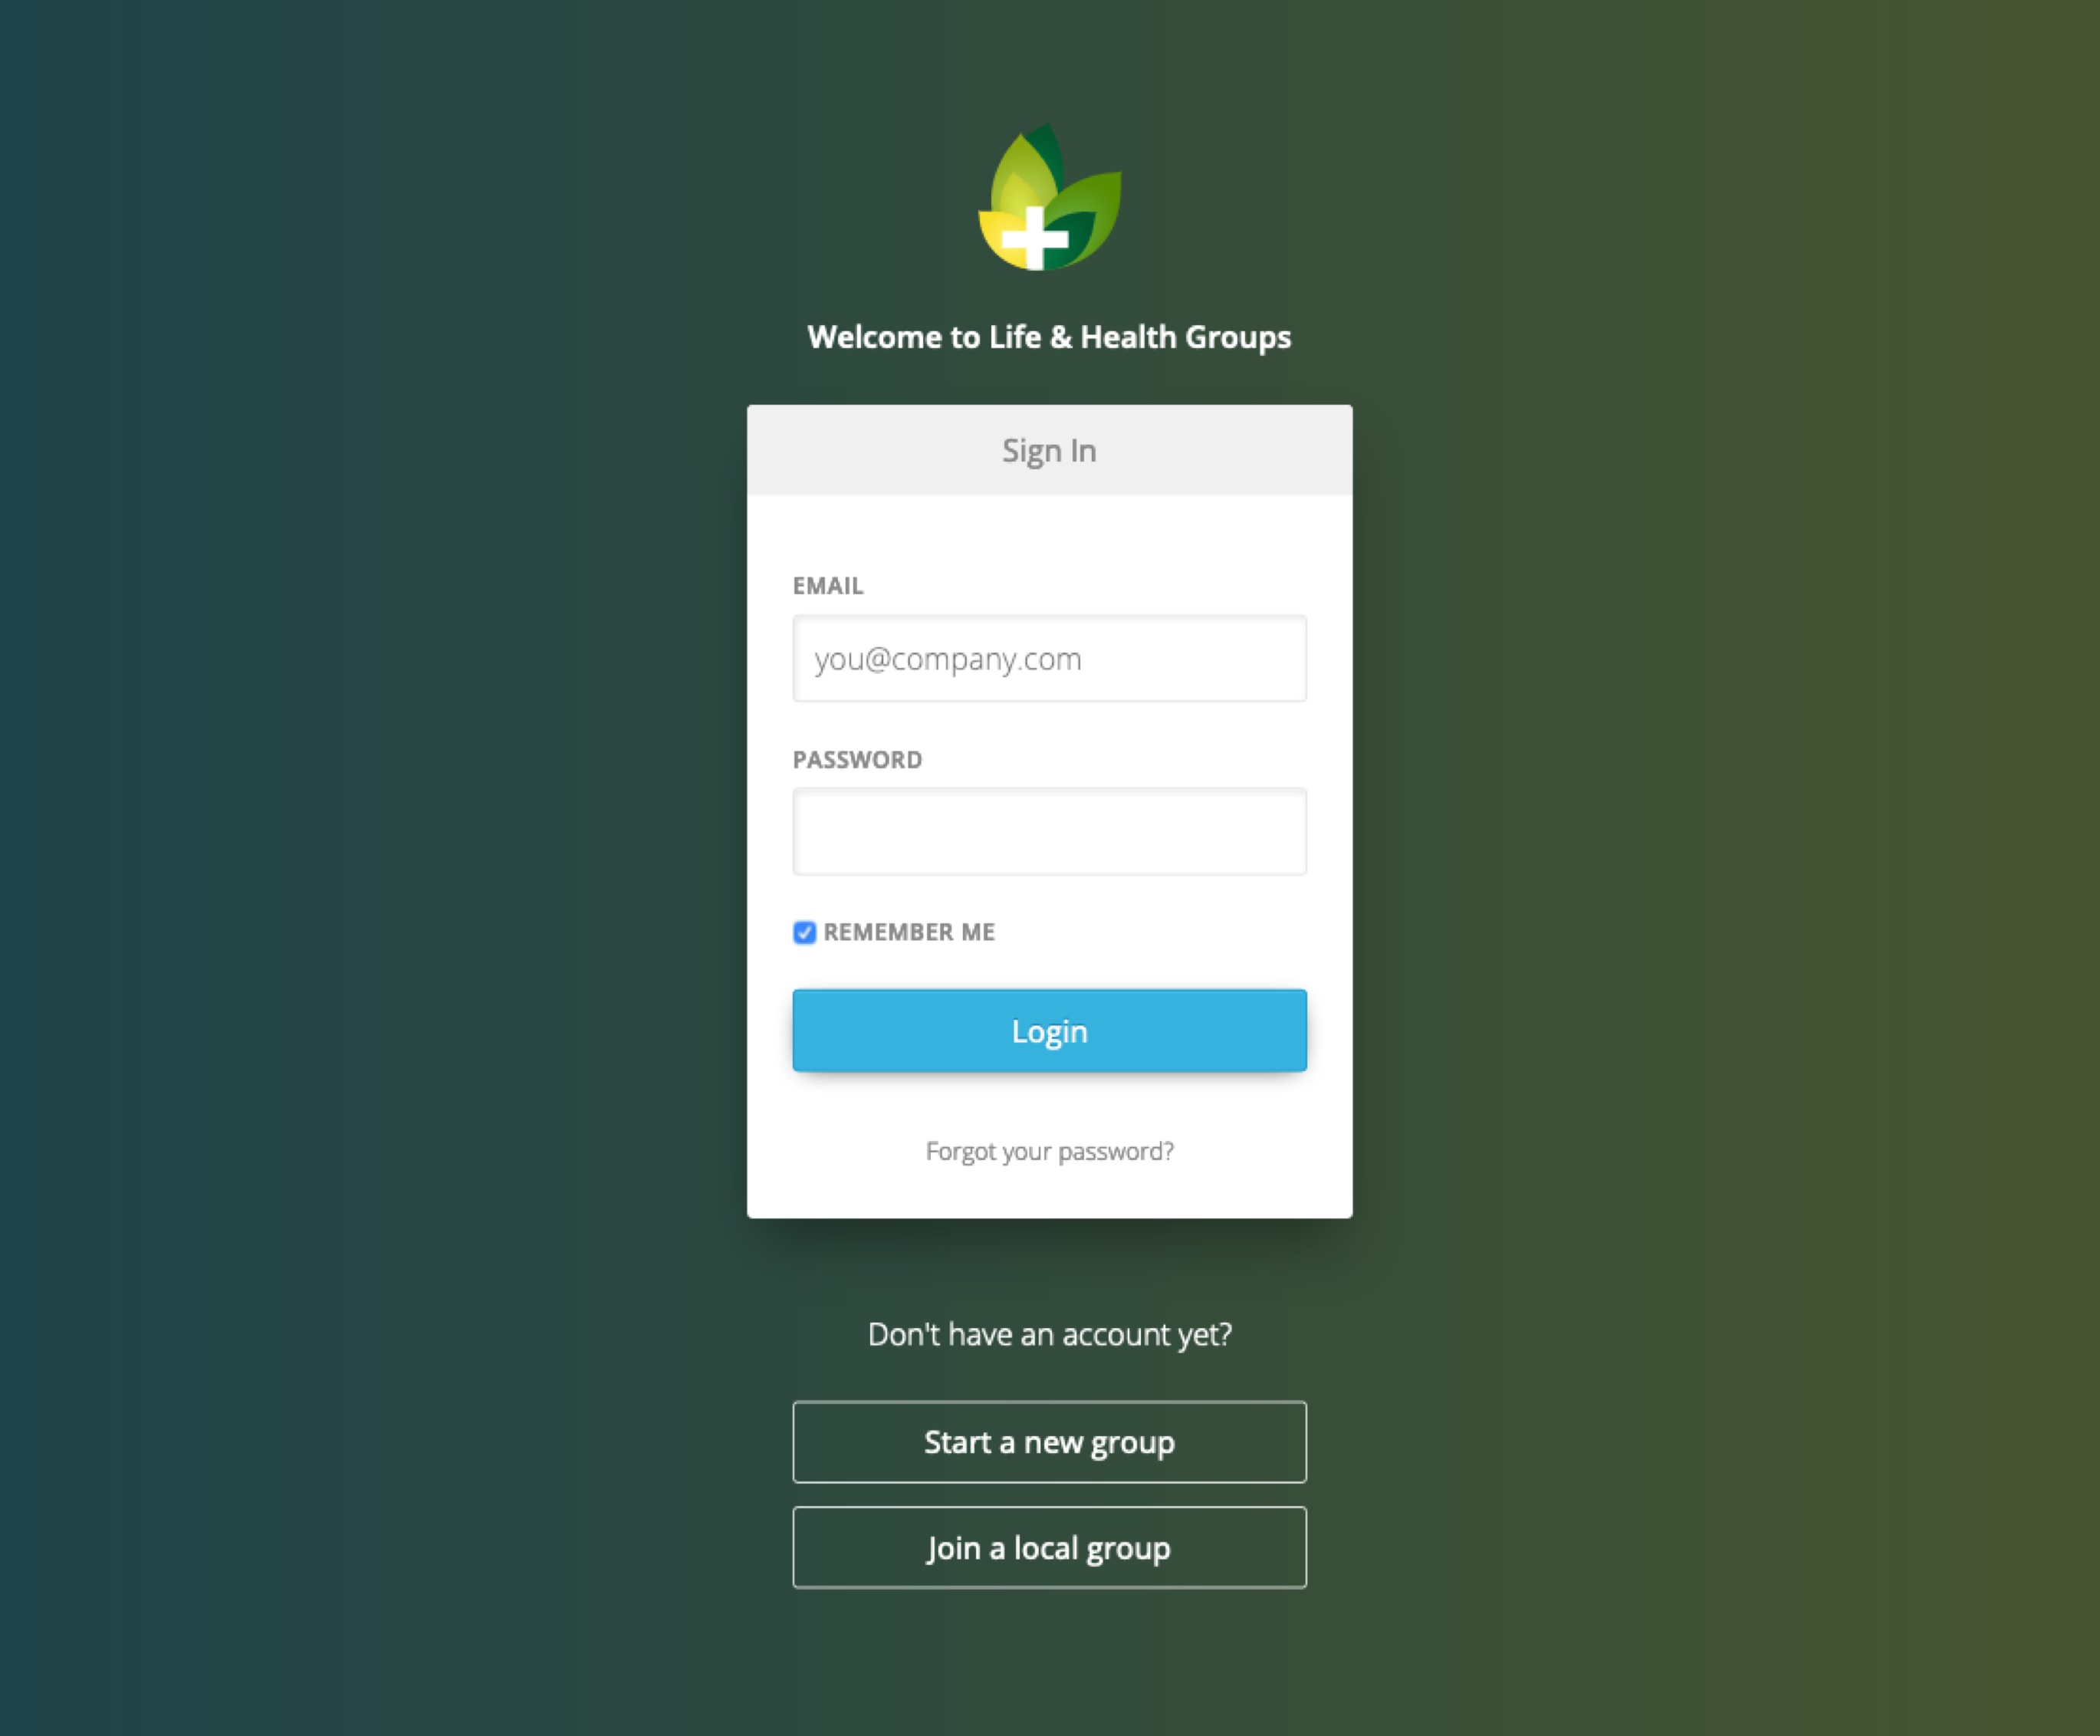 Welcome to Life & Health Groups
Sign In
EMAIL
you@company.com
PASSWORD
REMEMBER ME
Login
Forgot your password?
Don't have an account yet?
Start a new group
Join a local group